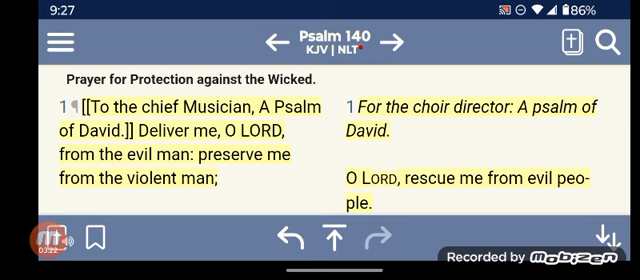 9:27
86%
Psalm 140
KJV | NLT
Prayer for Protection against the Wicked.
1 ¶ [[To the chief Musician, A Psalm
of David.]] Deliver me, O LORD,
from the evil man: preserve me
from the violent man;
1 For the choir director: A psalm of
David.
O LORD, rescue me from evil peo-
ple.
03:22
Recorded by Mobizen